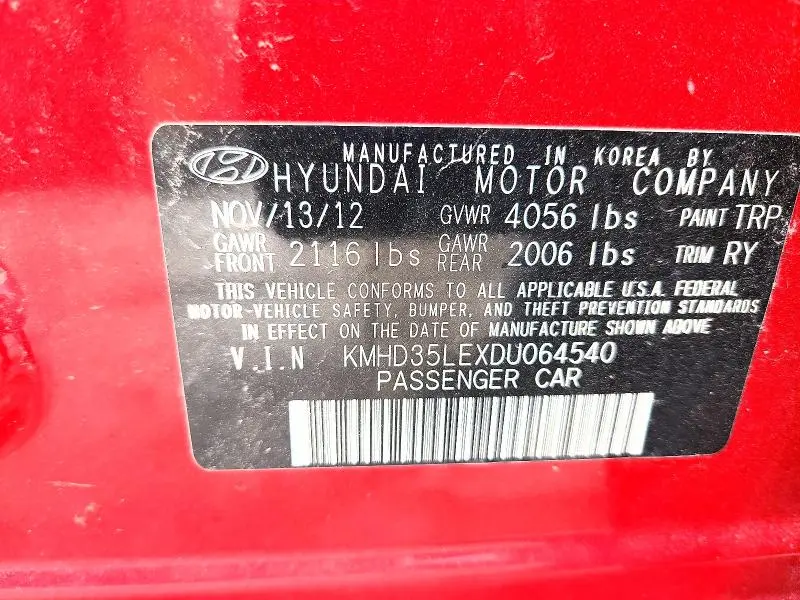 MANUFACTURED IN KOREA BY
HYUNDAI MOTOR COMPANY
NOV/13/12 GVWR 4056 lbs PAINT TRP
GAWR FRONT 2116 lbs GAWR REAR 2006 lbs TRIM RY
THIS VEHICLE CONFORMS TO ALL APPLICABLE U.S.A. FEDERAL
MOTOR-VEHICLE SAFETY, BUMPER, AND THEFT PREVENTION STANDARDS
IN EFFECT ON THE DATE OF MANUFACTURE SHOWN ABOVE
V.I.N KMHD35LEXDU064540
PASSENGER CAR